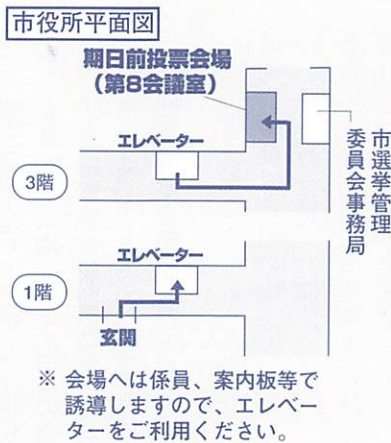 市役所平面図
期日前投票会場
(第8会議室)
エレベーター
3階
市選挙管理
委員会事務局
エレベーター
1階
玄関
※ 会場へは係員、案内板等で
誘導しますので、エレベー
ターをご利用ください。